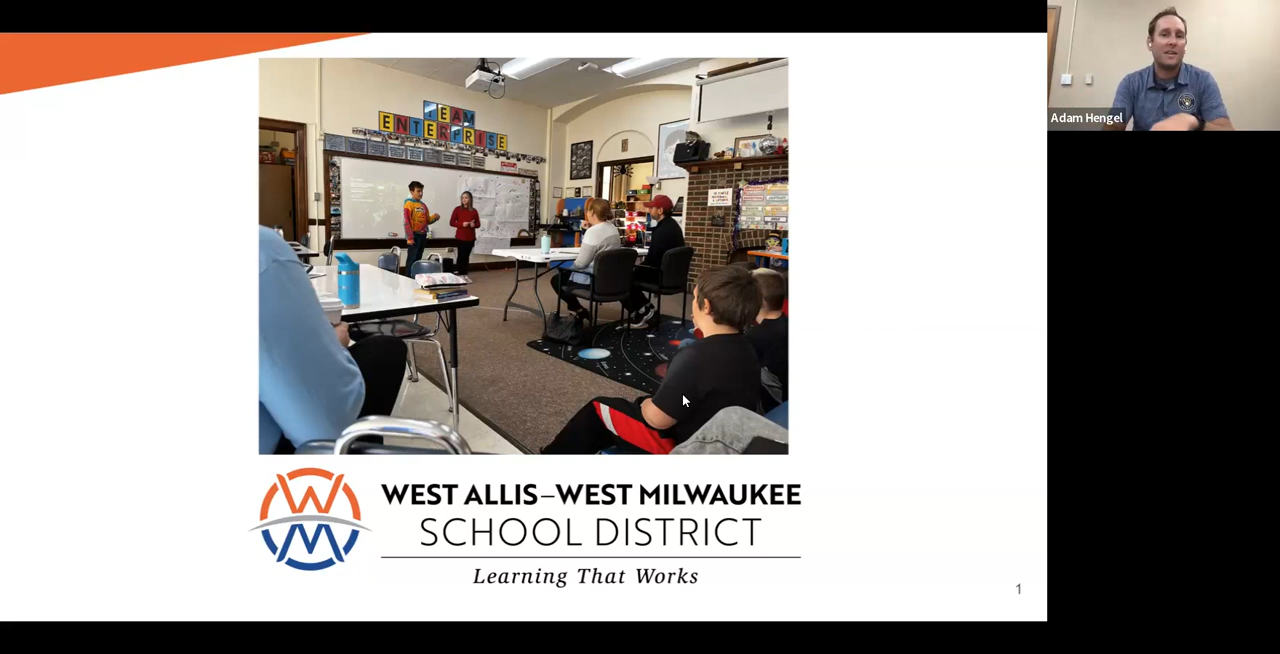 Adam Hengel
TEAM
ENTERPRISE
WEST ALLIS–WEST MILWAUKEE
SCHOOL DISTRICT
Learning That Works
1